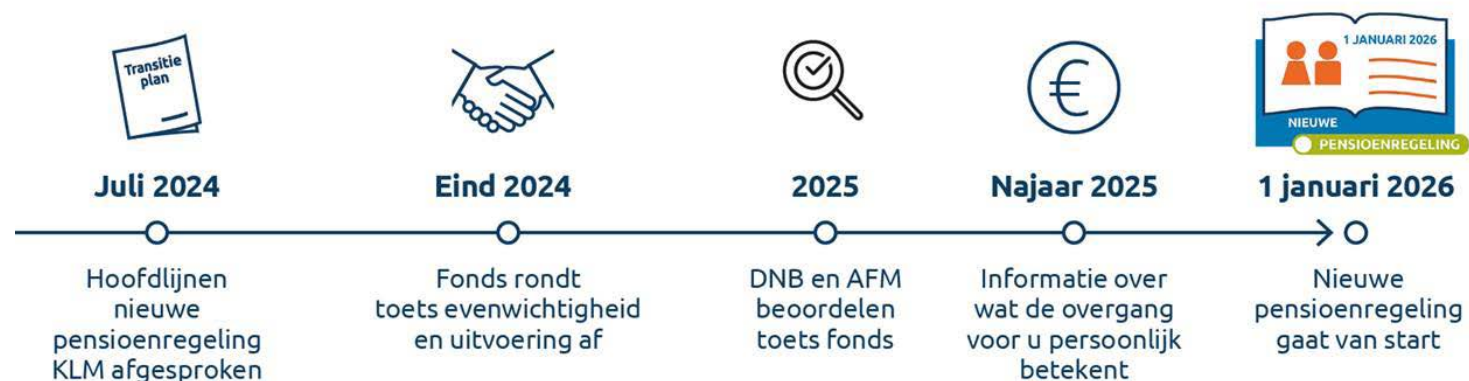 Transitie
plan
1 JANUARI 2026
NIEUWE
PENSIOENREGELING
Juli 2024
Eind 2024
2025
Najaar 2025
1 januari 2026
Hoofdlijnen
nieuwe
pensioenregeling
KLM afgesproken
Fonds rondt
toets evenwichtigheid
en uitvoering af
DNB en AFM
beoordelen
toets fonds
Informatie over
wat de overgang
voor u persoonlijk
betekent
Nieuwe
pensioenregeling
gaat van start